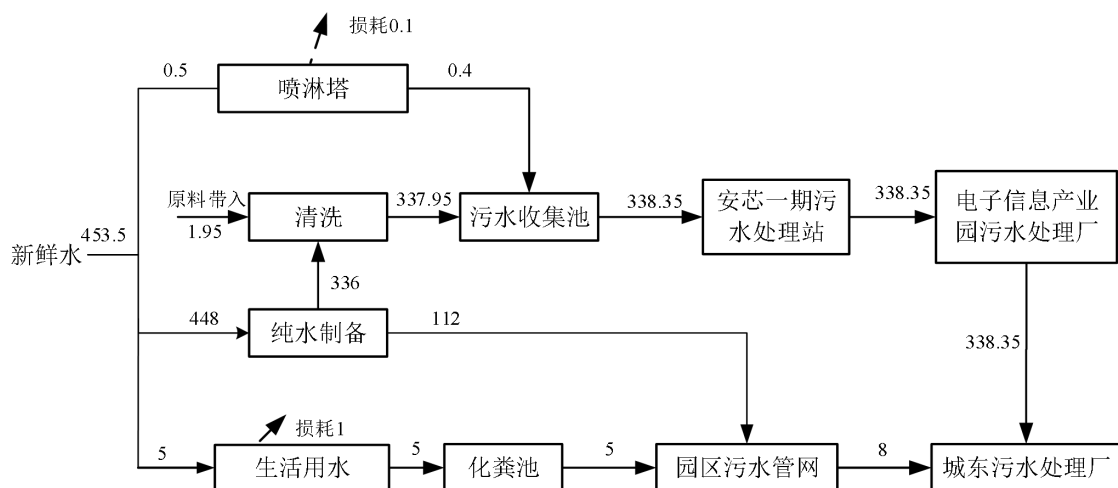 损耗0.1
0.5
喷淋塔
0.4
原料带入
1.95
清洗
337.95
污水收集池
338.35
安芯一期污
水处理站
338.35
电子信息产业
园污水处理厂
新鲜水
453.5
336
448
纯水制备
112
338.35
损耗1
5
生活用水
5
化粪池
5
园区污水管网
8
城东污水处理厂